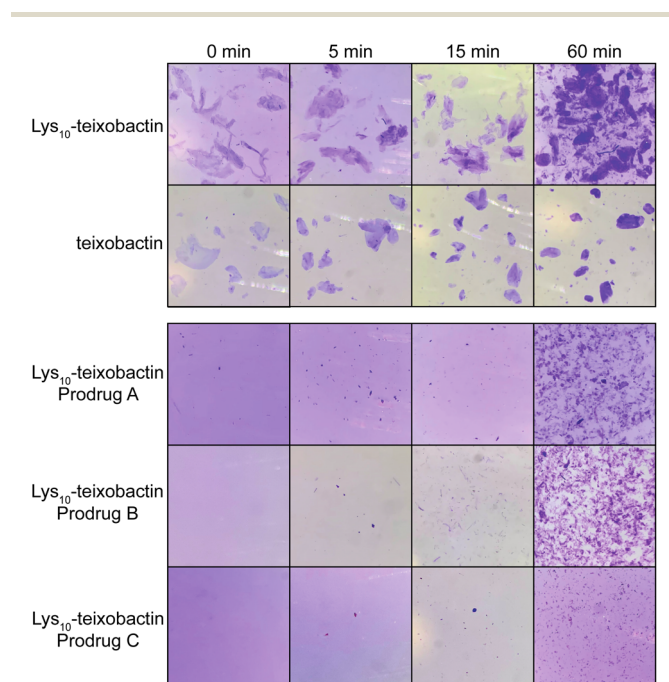 0 min 5 min 15 min 60 min
Lys₁₀-teixobactin
teixobactin
Lys₁₀-teixobactin
Prodrug A
Lys₁₀-teixobactin
Prodrug B
Lys₁₀-teixobactin
Prodrug C